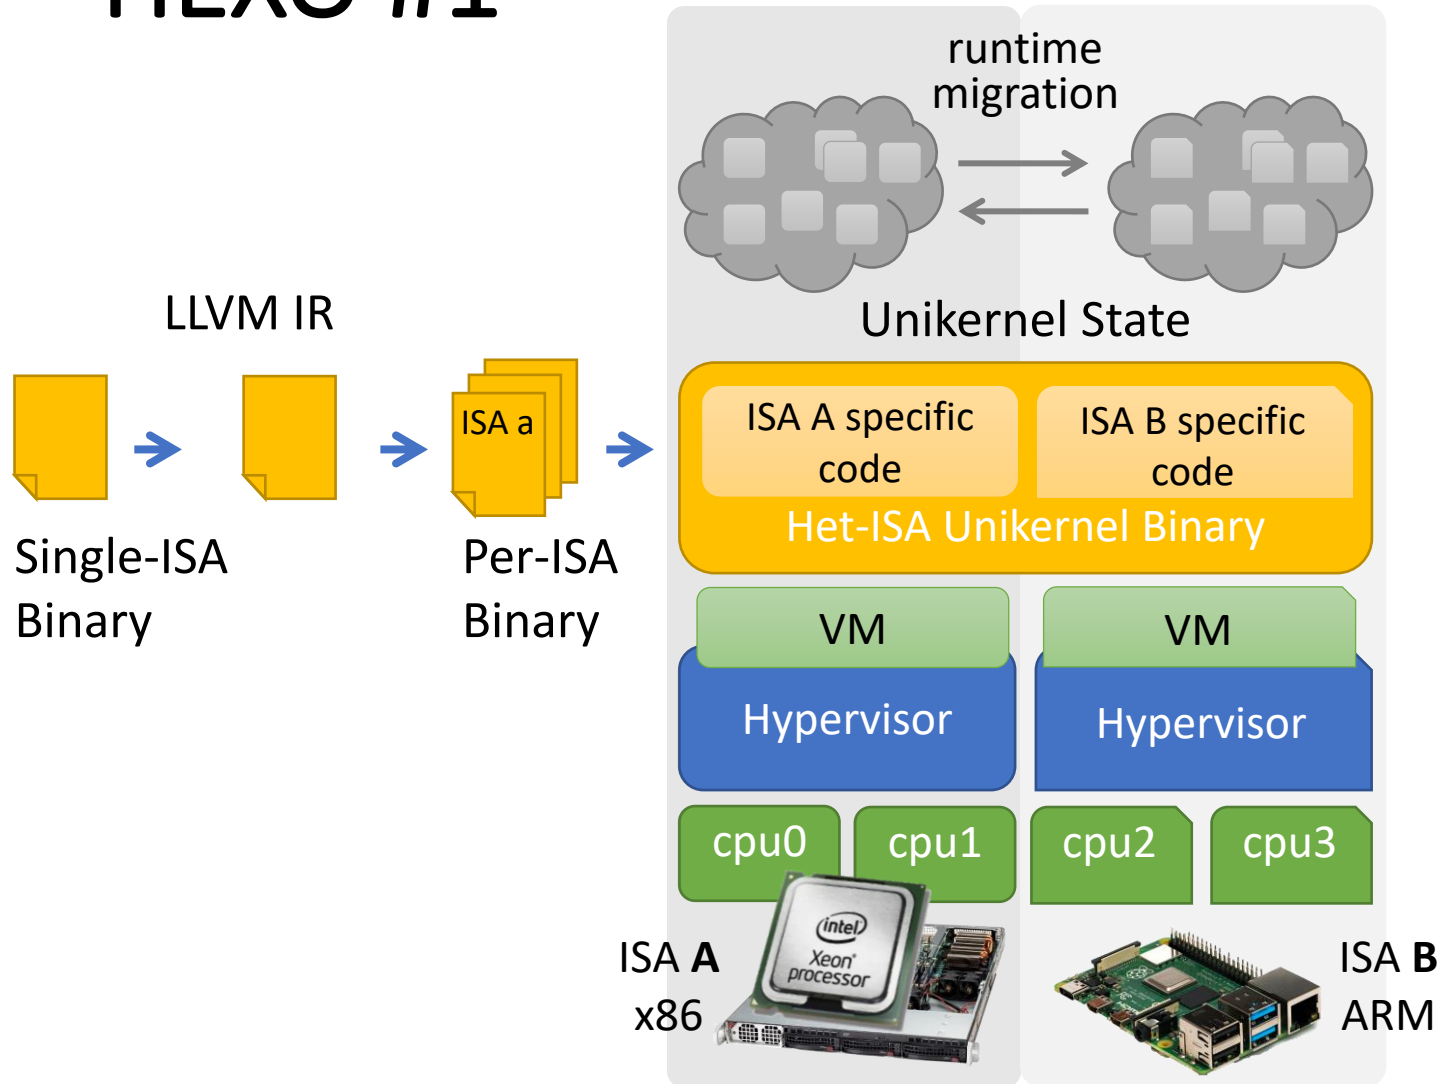 HEXO #1
runtime
migration
Unikernel State
LLVM IR
ISA a
Single-ISA
Binary
Per-ISA
Binary
ISA A specific
code
ISA B specific
code
Het-ISA Unikernel Binary
VM
VM
Hypervisor
Hypervisor
cpu0
cpu1
cpu2
cpu3
intel
Xeon®
processor
ISA A
x86
ISA B
ARM